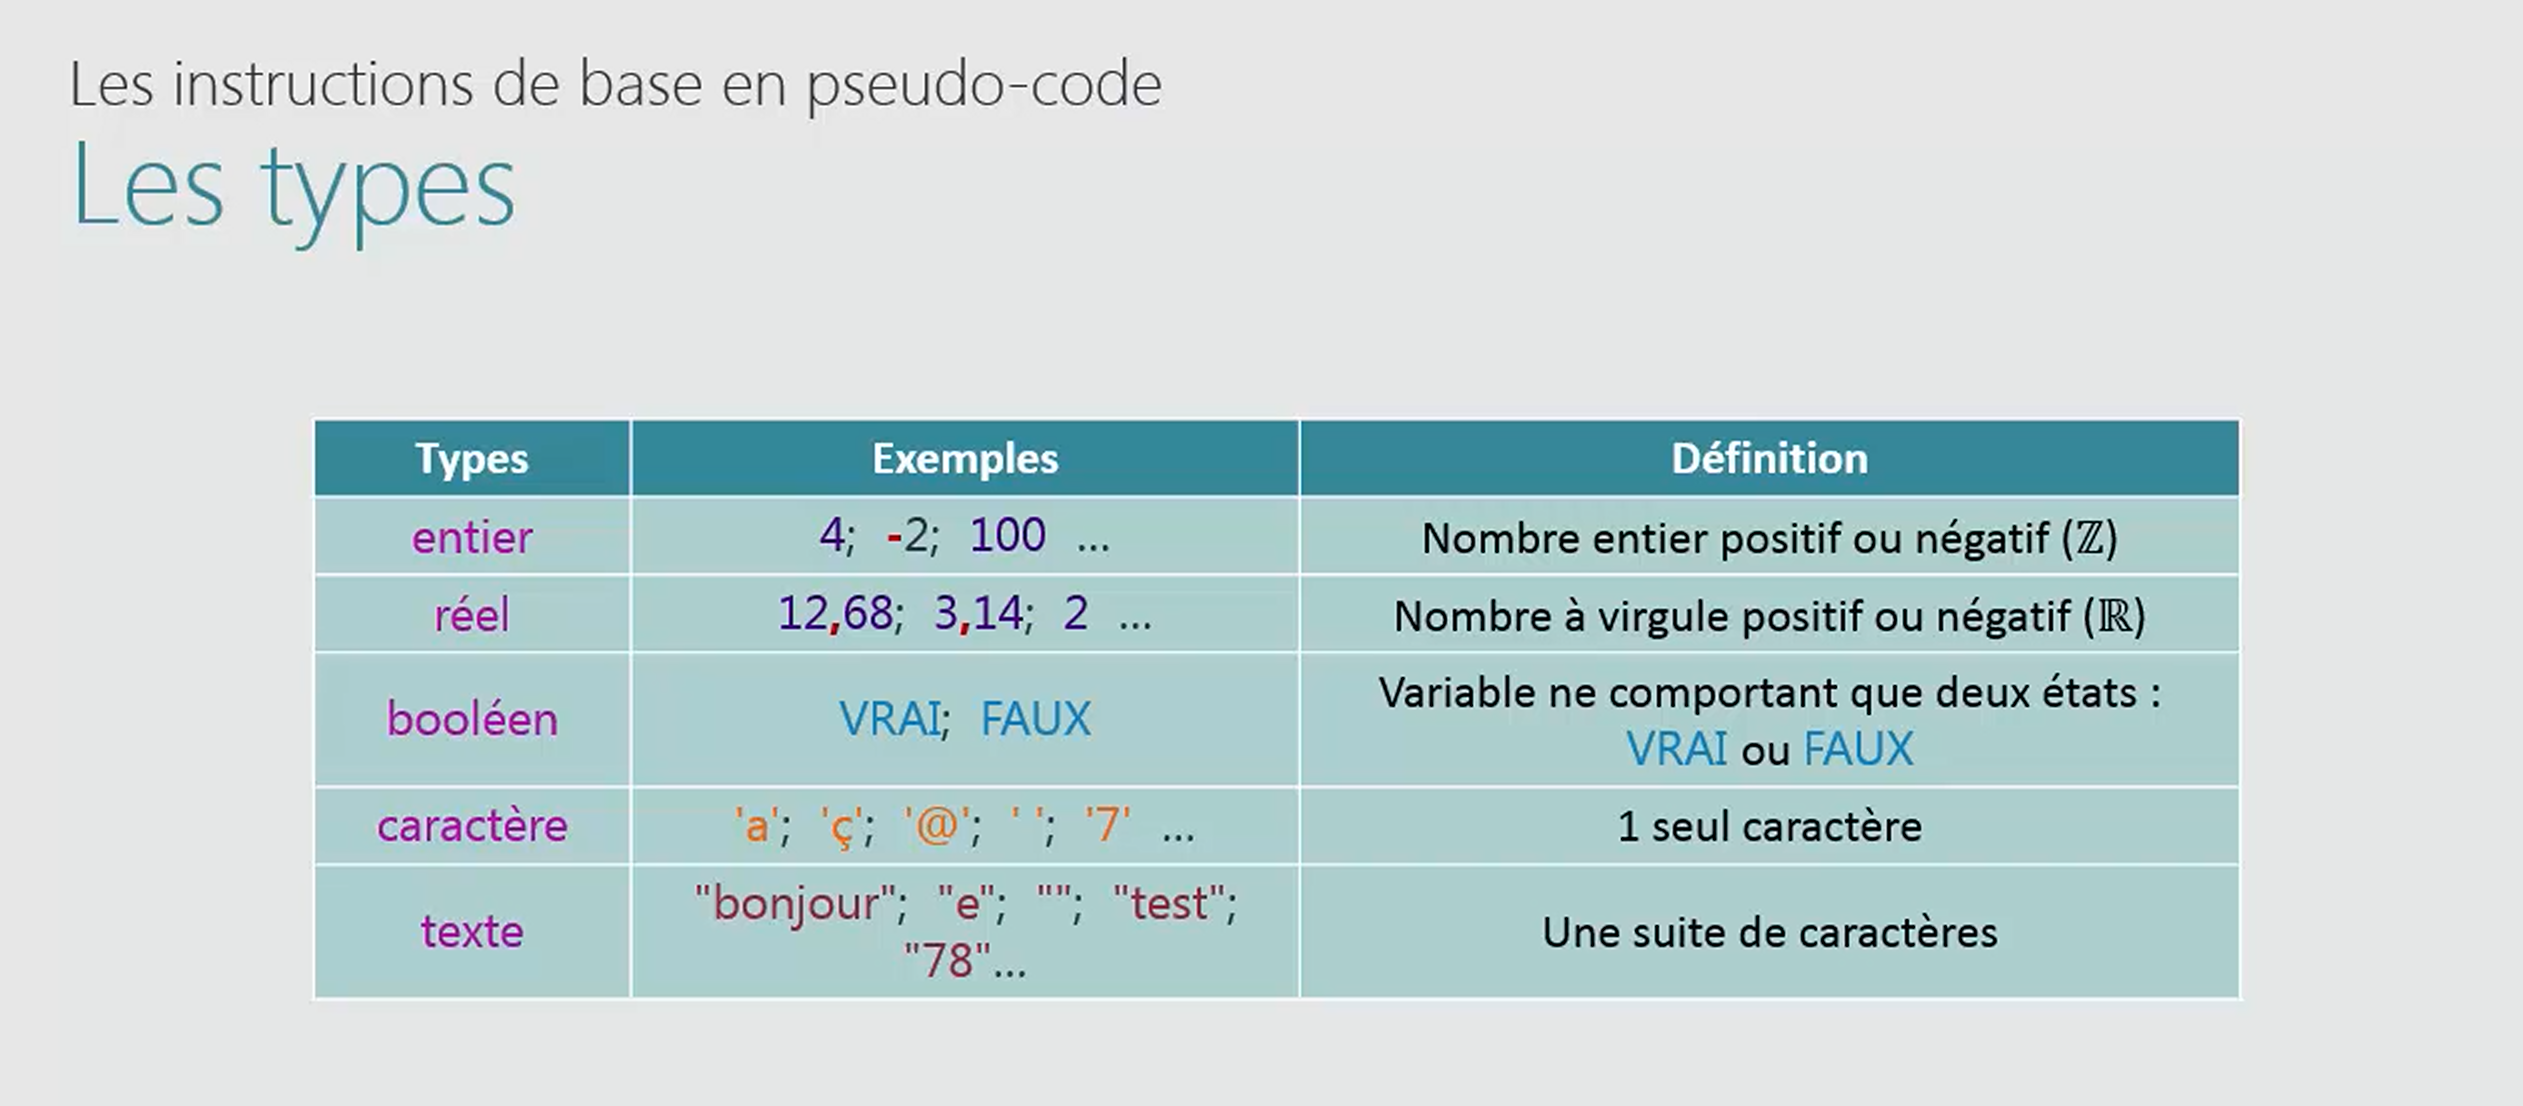 Les instructions de base en pseudo-code
Les types
Types Exemples Définition
entier 4; -2; 100 ... Nombre entier positif ou négatif (ℤ)
réel 12,68; 3,14; 2 ... Nombre à virgule positif ou négatif (ℝ)
booléen VRAI; FAUX Variable ne comportant que deux états :
VRAI ou FAUX
caractère 'a'; 'ç'; '@'; ' '; '7' ... 1 seul caractère
texte "bonjour"; "e"; ""; "test";
"78"... Une suite de caractères